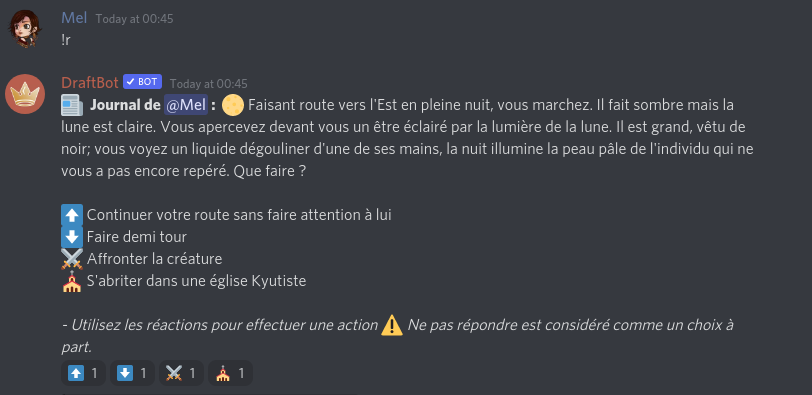 Mel Today at 00:45
!r
DraftBot ✓ BOT Today at 00:45
Journal de @Mel : Faisant route vers l'Est en pleine nuit, vous marchez. Il fait sombre mais la
lune est claire. Vous apercevez devant vous un être éclairé par la lumière de la lune. Il est grand, vêtu de
noir; vous voyez un liquide dégouliner d'une de ses mains, la nuit illumine la peau pâle de l'individu qui ne
vous a pas encore repéré. Que faire ?
Continuer votre route sans faire attention à lui
Faire demi tour
Affronter la créature
S'abriter dans une église Kyutiste
- Utilisez les réactions pour effectuer une action ⚠️ Ne pas répondre est considéré comme un choix à
part.
1 1 1 1